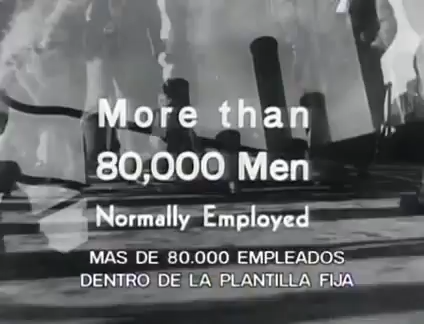 More than
80,000 Men
Normally Employed
MAS DE 80.000 EMPLEADOS
DENTRO DE LA PLANTILLA FIJA